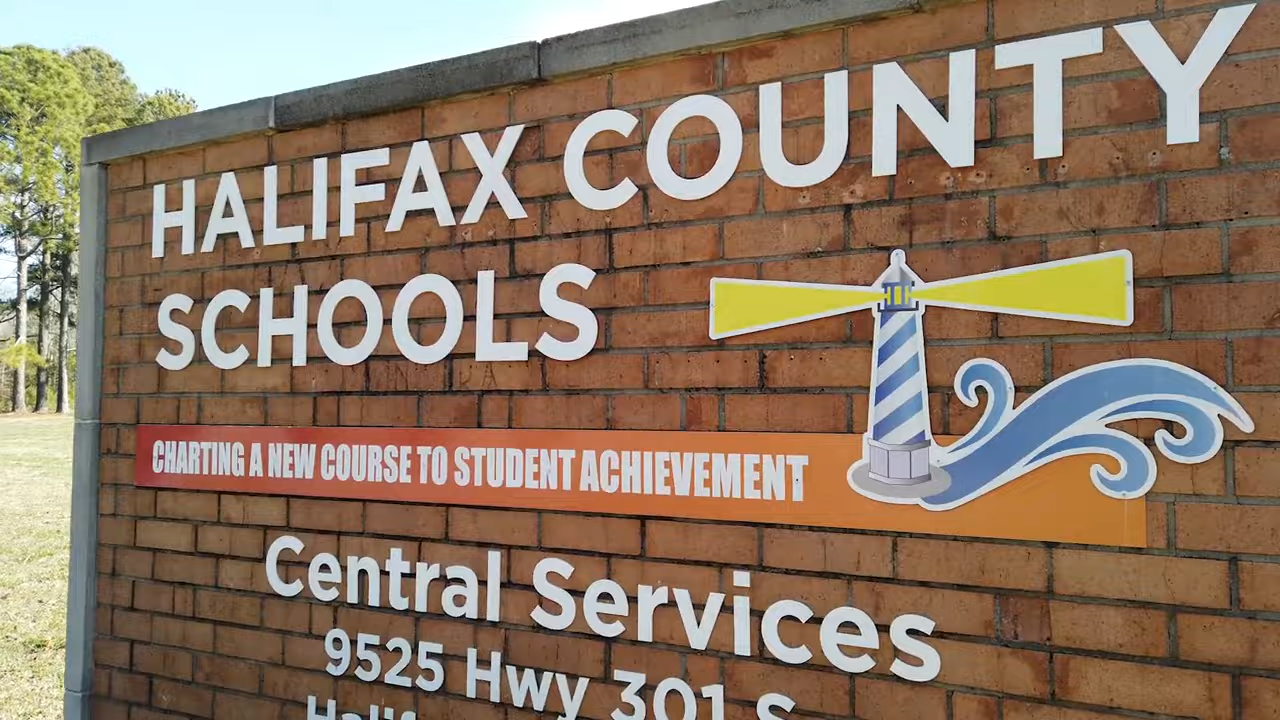 HALIFAX COUNTY
SCHOOLS
CHARTING A NEW COURSE TO STUDENT ACHIEVEMENT
Central Services
9525 Hwy 301 S